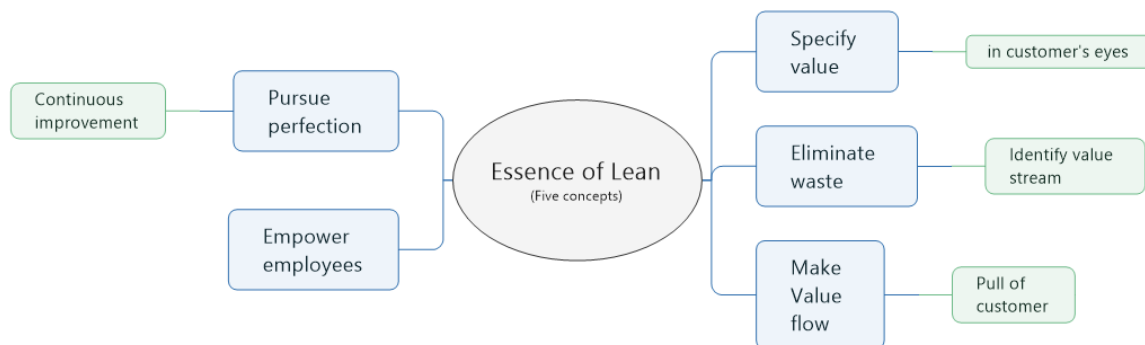 Essence of Lean
(Five concepts)
Specify
value
in customer's eyes
Eliminate
waste
Identify value
stream
Make
Value
flow
Pull of
customer
Pursue
perfection
Continuous
improvement
Empower
employees